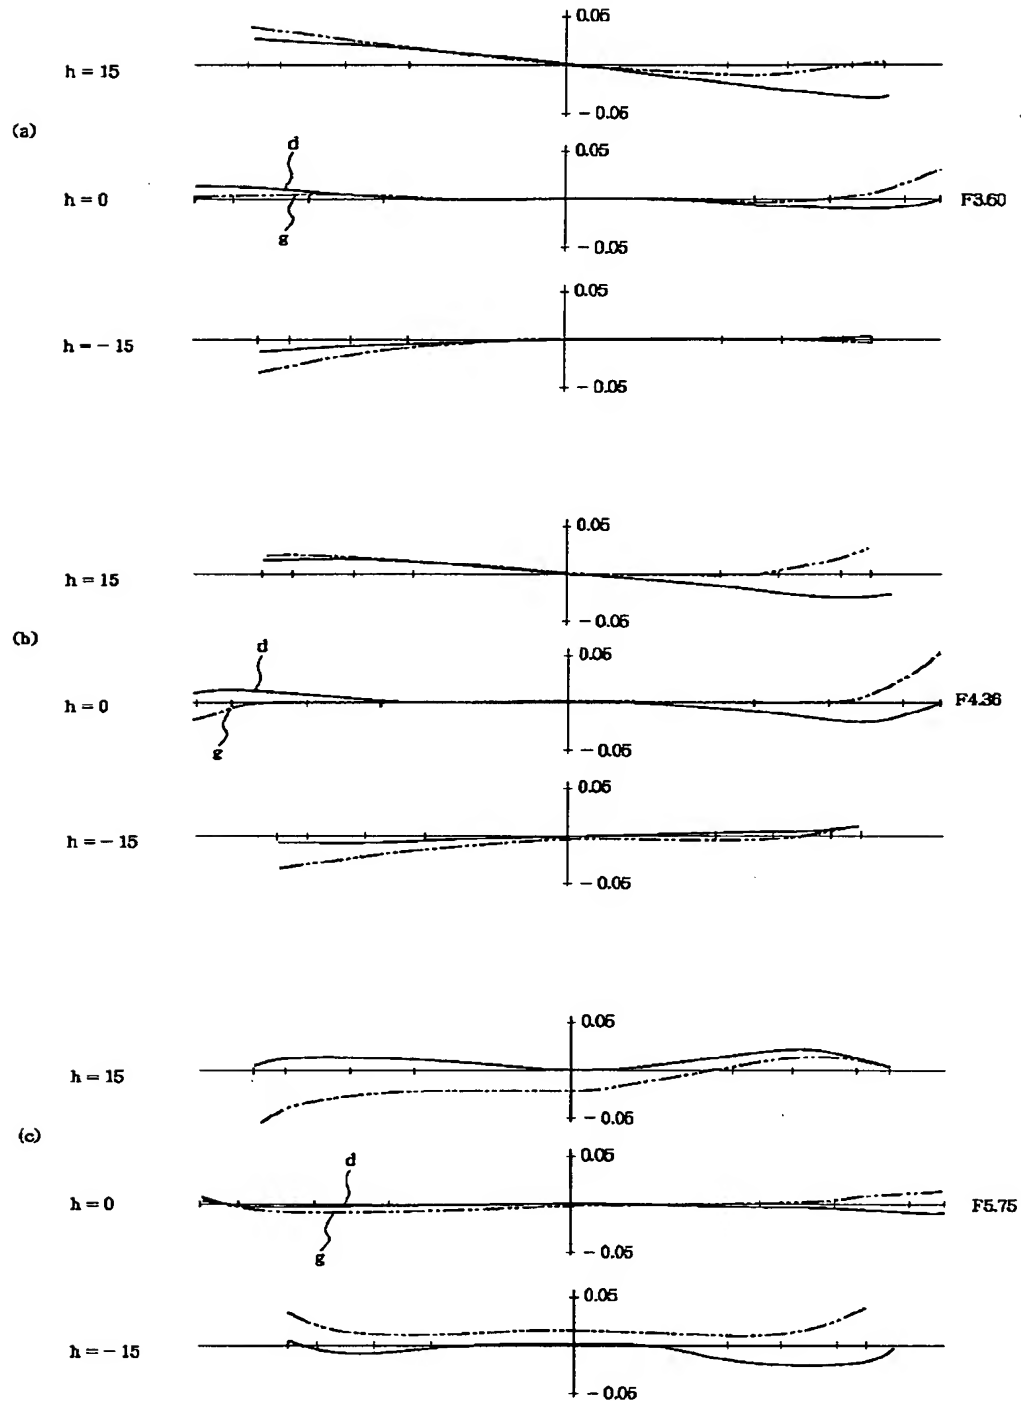 0.05
h = 15
− 0.05
(a)
d
0.05
h = 0
F3.60
g
− 0.05
0.05
h = − 15
− 0.05
0.05
h = 15
− 0.05
(b)
d
0.05
h = 0
F4.36
g
− 0.05
0.05
h = − 15
− 0.05
0.05
h = 15
− 0.05
(c)
d
0.05
h = 0
F5.75
g
− 0.05
0.05
h = − 15
− 0.05